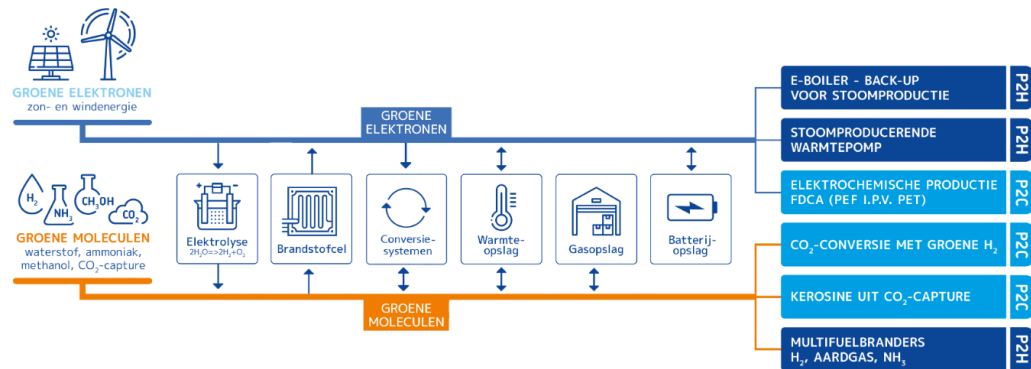 GROENE ELEKTRONEN
zon- en windenergie
H₂
NH₃
CH₃OH
CO₂
GROENE MOLECULEN
waterstof, ammoniak,
methanol, CO₂-capture
GROENE
ELEKTRONEN
Elektrolyse
2H₂O=>2H₂+O₂
Brandstofcel
Conversie-
systemen
Warmte-
opslag
Gasopslag
Batterij-
opslag
GROENE
MOLECULEN
E-BOILER - BACK-UP
VOOR STOOMPRODUCTIE
P2H
STOOMPRODUCERENDE
WARMTEPOMP
P2H
ELEKTROCHEMISCHE PRODUCTIE
FDCA (PEF I.P.V. PET)
P2C
CO₂-CONVERSIE MET GROENE H₂
P2C
KEROSINE UIT CO₂-CAPTURE
P2C
MULTIFUELBRANDERS
H₂, AARDGAS, NH₃
P2H